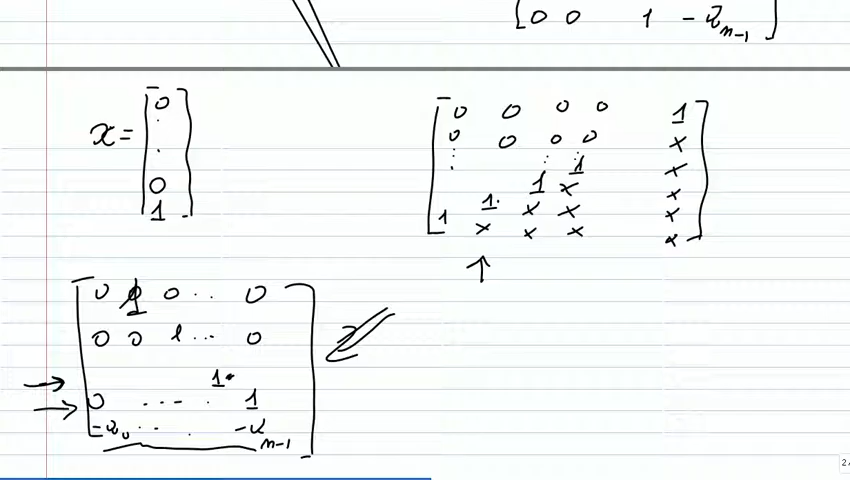 0 0 1 -a_{n-1}
x = [0 . . 0 1]
0 0 0 0 1
0 0 0 0 x
⋮ ⋮ 1 x
1 x x
1 1. x x x
x x x x
↑
0 1 0 .. 0
0 0 1 ... 0
→ 1.
→ 0 ... . 1
-a_0 .. . -a_{n-1}